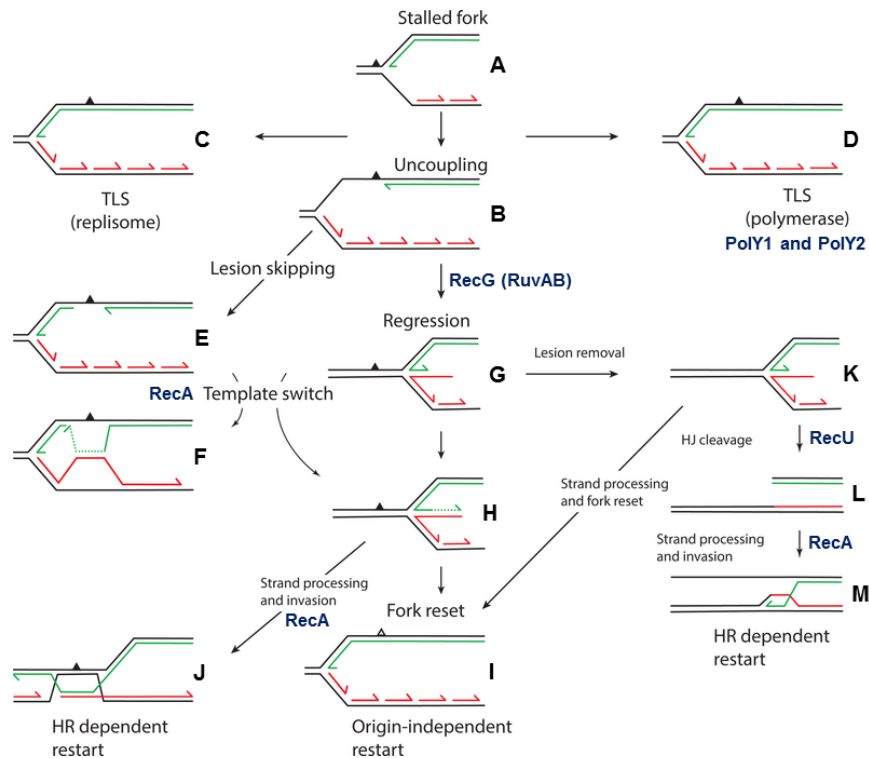 Stalled fork
A
C
D
Uncoupling
TLS
(replisome)
B
TLS
(polymerase)
PolY1 and PolY2
Lesion skipping
RecG (RuvAB)
Regression
E
Lesion removal
G
K
RecA
Template switch
F
HJ cleavage
RecU
Strand processing
and fork reset
L
H
Strand processing
and invasion
RecA
Strand processing
and invasion
RecA
Fork reset
M
HR dependent
restart
J
I
HR dependent
restart
Origin-independent
restart